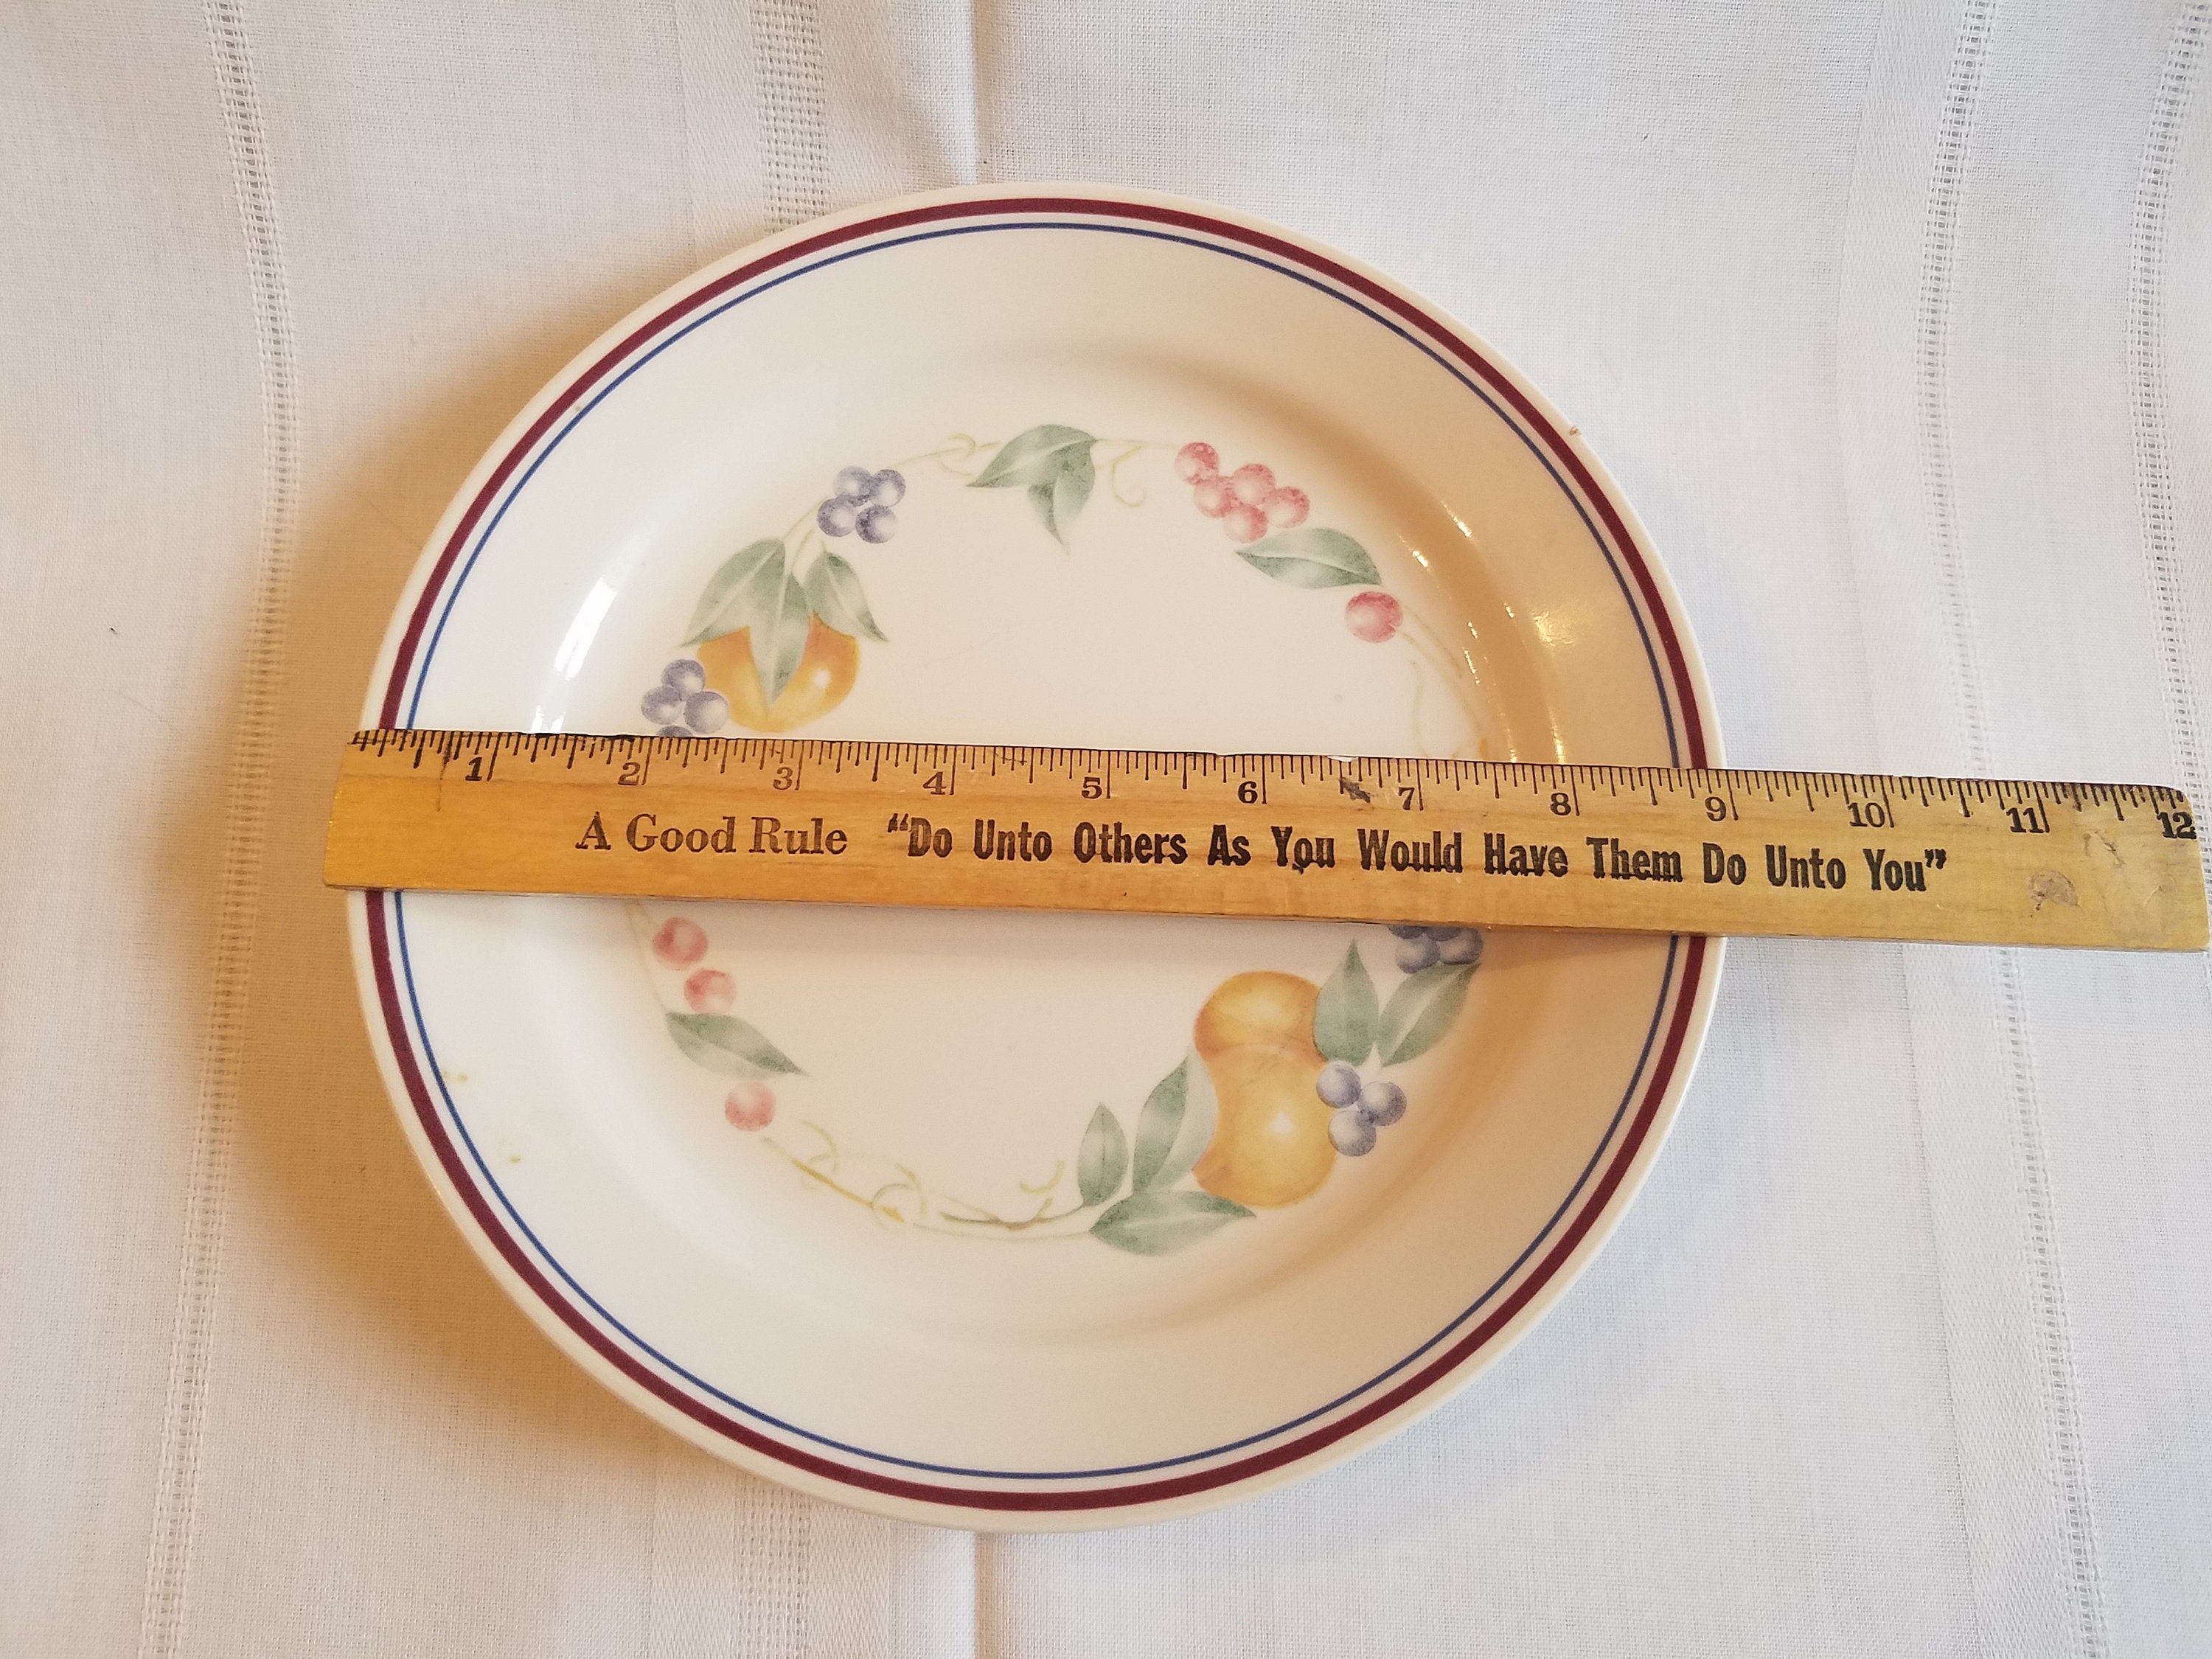 1 2 3 4 5 6 7 8 9 10 11 12
A Good Rule "Do Unto Others As You Would Have Them Do Unto You"